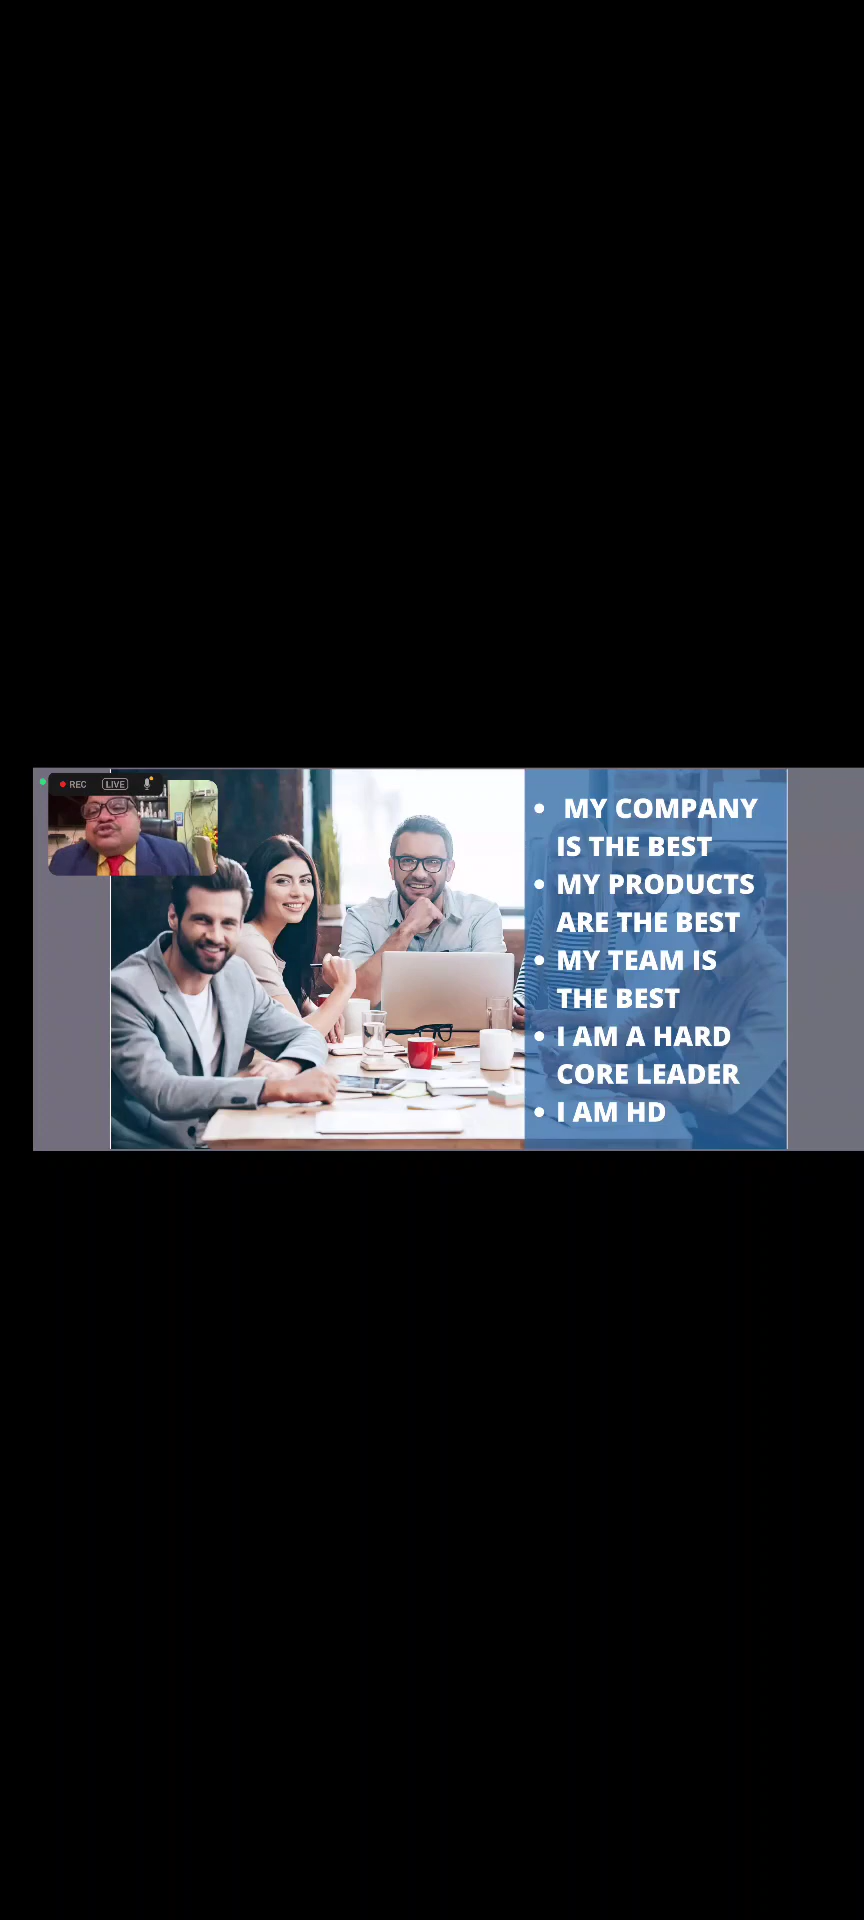 REC LIVE
• MY COMPANY
IS THE BEST
• MY PRODUCTS
ARE THE BEST
• MY TEAM IS
THE BEST
• I AM A HARD
CORE LEADER
• I AM HD